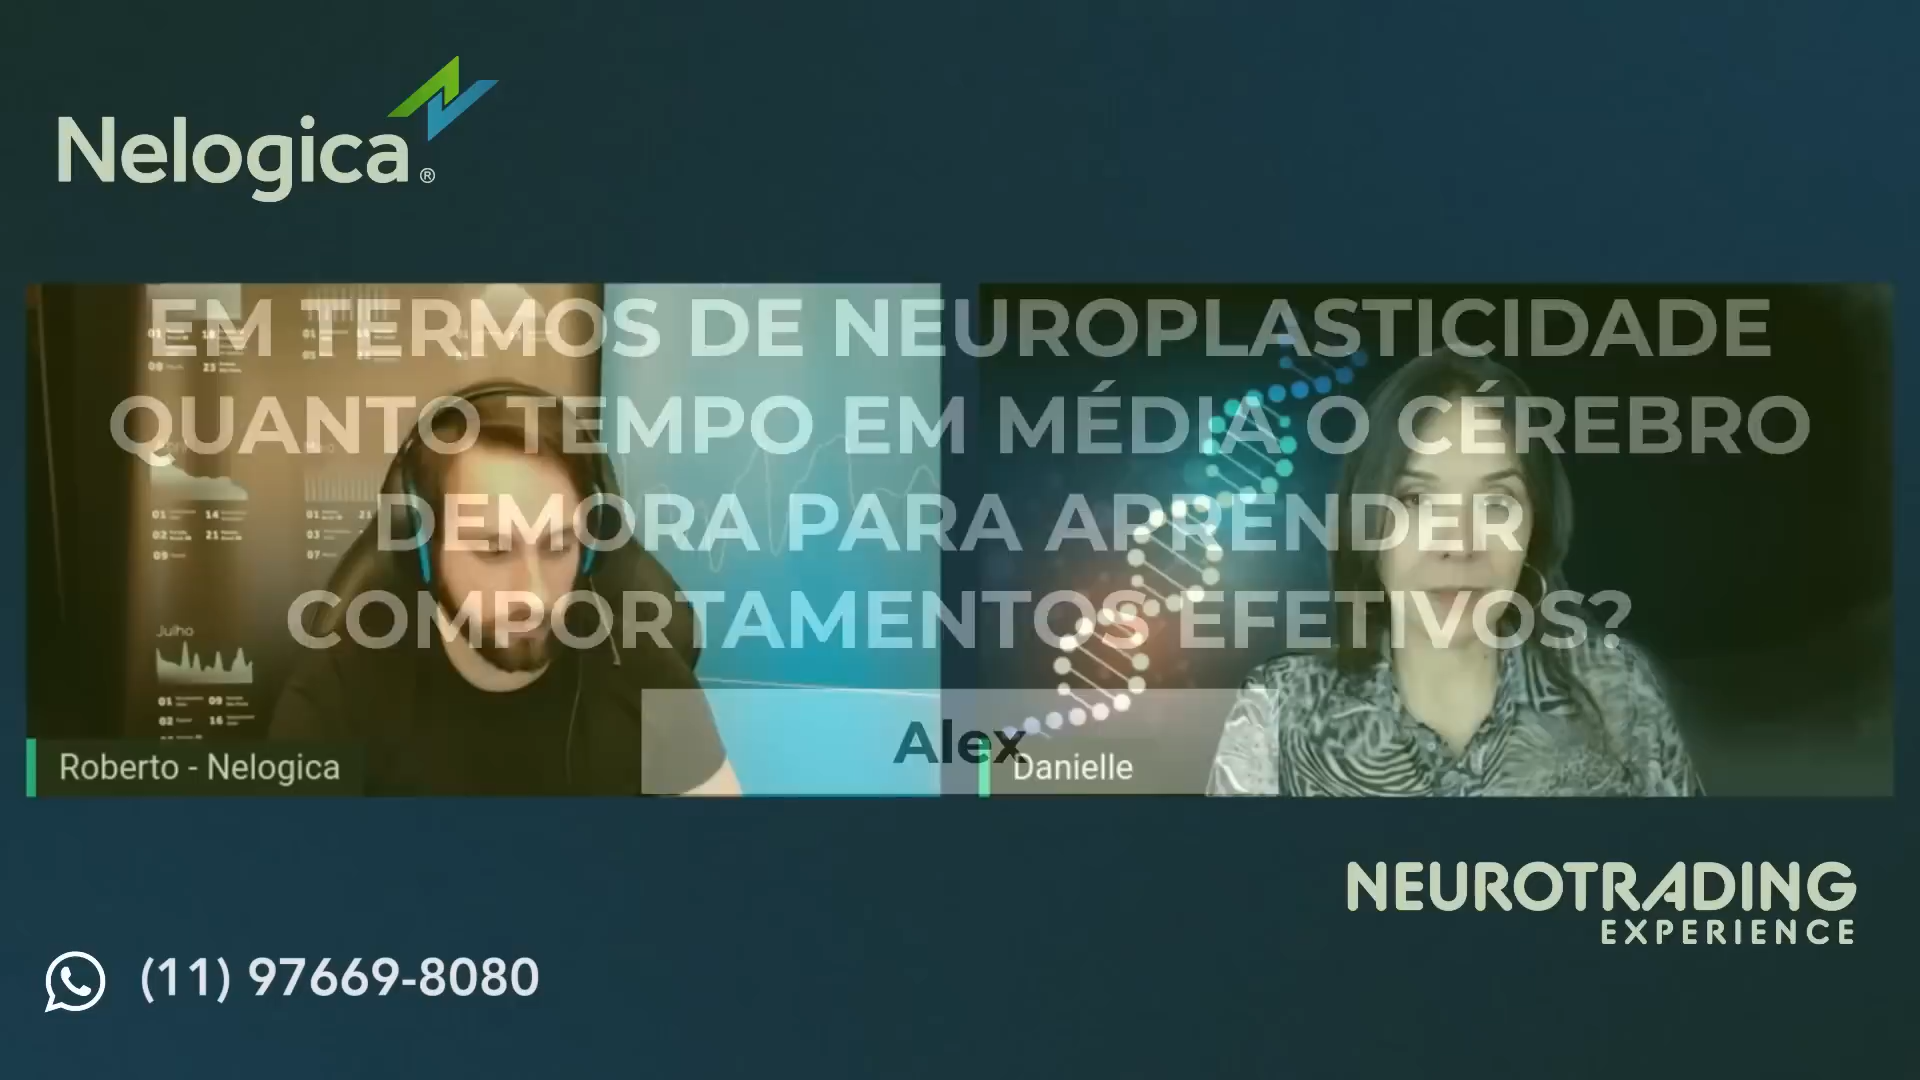 Nelogica®
EM TERMOS DE NEUROPLASTICIDADE
QUANTO TEMPO EM MÉDIA O CÉREBRO
DEMORA PARA APRENDER
COMPORTAMENTOS EFETIVOS?
Julho
Alex
Roberto - Nelogica
Danielle
NEUROTRADING
EXPERIENCE
(11) 97669-8080